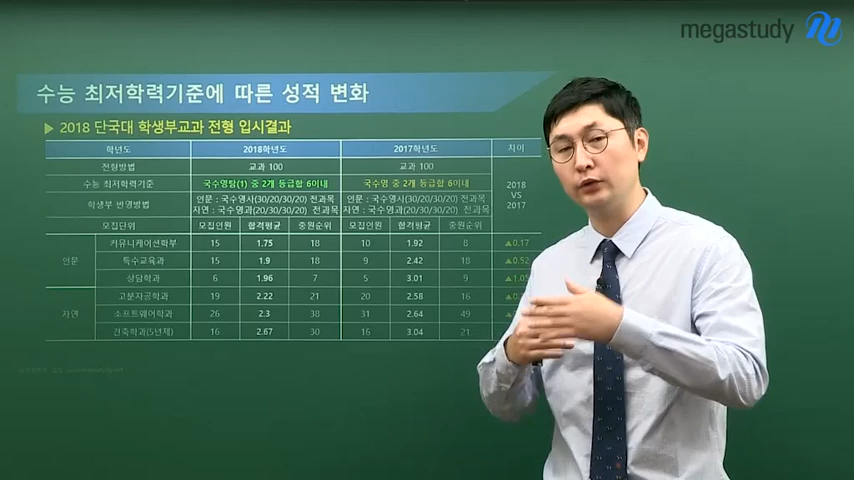 megastudy
수능 최저학력기준에 따른 성적 변화
▶ 2018 단국대 학생부교과 전형 입시결과
학년도 2018학년도 2017학년도 차이
전형방법 교과 100 교과 100
수능 최저학력기준 국수영탐(1) 중 2개 등급합 6이내 국수영 중 2개 등급합 6이내
학생부 반영방법 인문 : 국수영사(30/20/30/20) 전과목 인문 : 국수영사(30/20/30/20) 전과목
자연 : 국수영과(20/30/30/20) 전과목 자연 : 국수영과(20/30/30/20) 전과목
2018
VS
2017
모집단위 모집인원 합격평균 충원순위 모집인원 합격평균 충원순위
인문 커뮤니케이션학부 15 1.75 18 10 1.92 8 ▲0.17
특수교육과 15 1.9 19 9 2.42 18 ▲0.52
상담학과 6 1.96 7 5 3.01 9 ▲1.05
자연 고분자공학과 19 2.22 21 20 2.58 16
소프트웨어학과 26 2.3 38 31 2.64 49
건축학과(5년제) 16 2.67 30 16 3.04 21